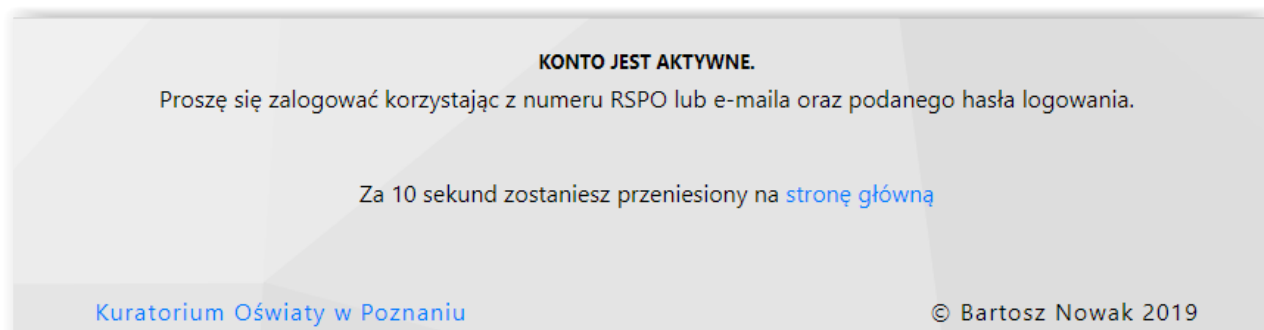 KONTO JEST AKTYWNE.
Proszę się zalogować korzystając z numeru RSPO lub e-maila oraz podanego hasła logowania.
Za 10 sekund zostaniesz przeniesiony na stronę główną
Kuratorium Oświaty w Poznaniu
© Bartosz Nowak 2019